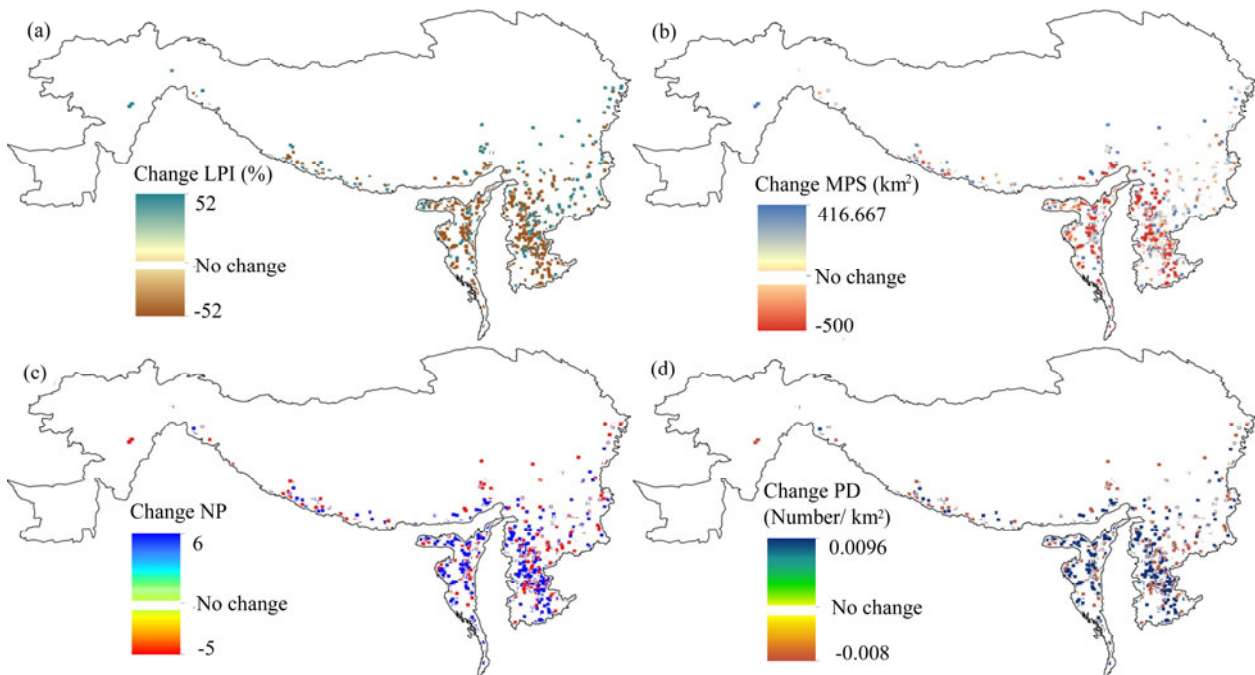 (a)
Change LPI (%)
52
No change
-52
(b)
Change MPS (km²)
416.667
No change
-500
(c)
Change NP
6
No change
-5
(d)
Change PD
(Number/ km²)
0.0096
No change
-0.008